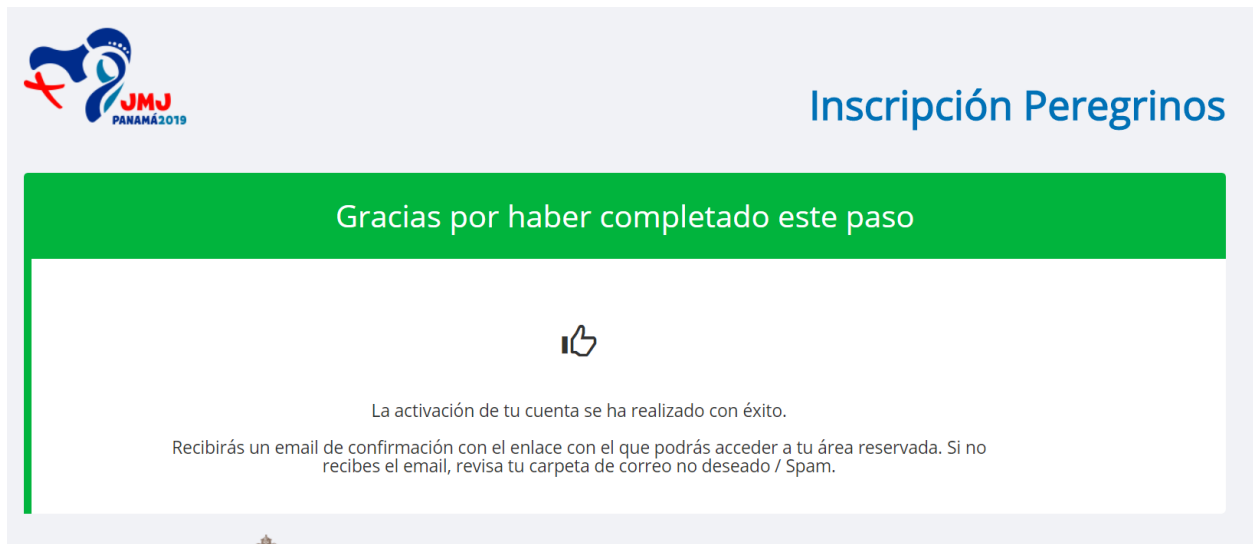 JMJ
PANAMÁ2019
Inscripción Peregrinos
Gracias por haber completado este paso
La activación de tu cuenta se ha realizado con éxito.
Recibirás un email de confirmación con el enlace con el que podrás acceder a tu área reservada. Si no
recibes el email, revisa tu carpeta de correo no deseado / Spam.